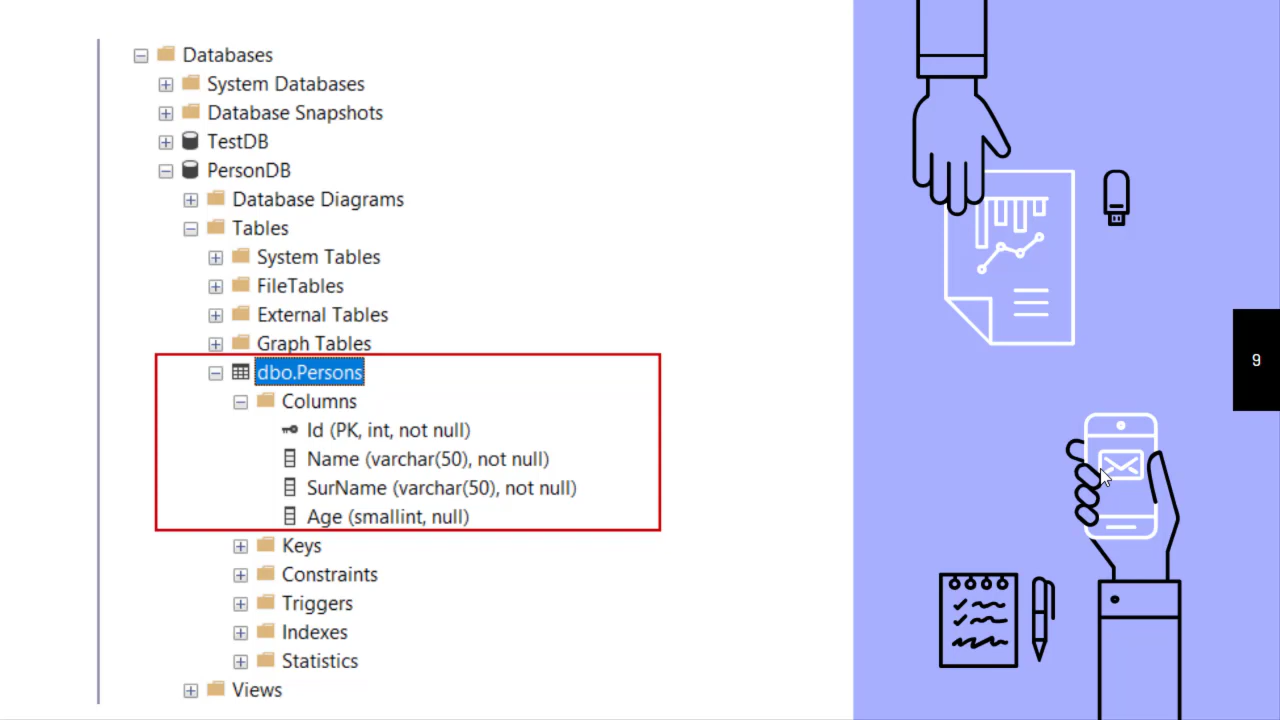 Databases
System Databases
Database Snapshots
TestDB
PersonDB
Database Diagrams
Tables
System Tables
FileTables
External Tables
Graph Tables
dbo.Persons
Columns
Id (PK, int, not null)
Name (varchar(50), not null)
SurName (varchar(50), not null)
Age (smallint, null)
Keys
Constraints
Triggers
Indexes
Statistics
Views
9